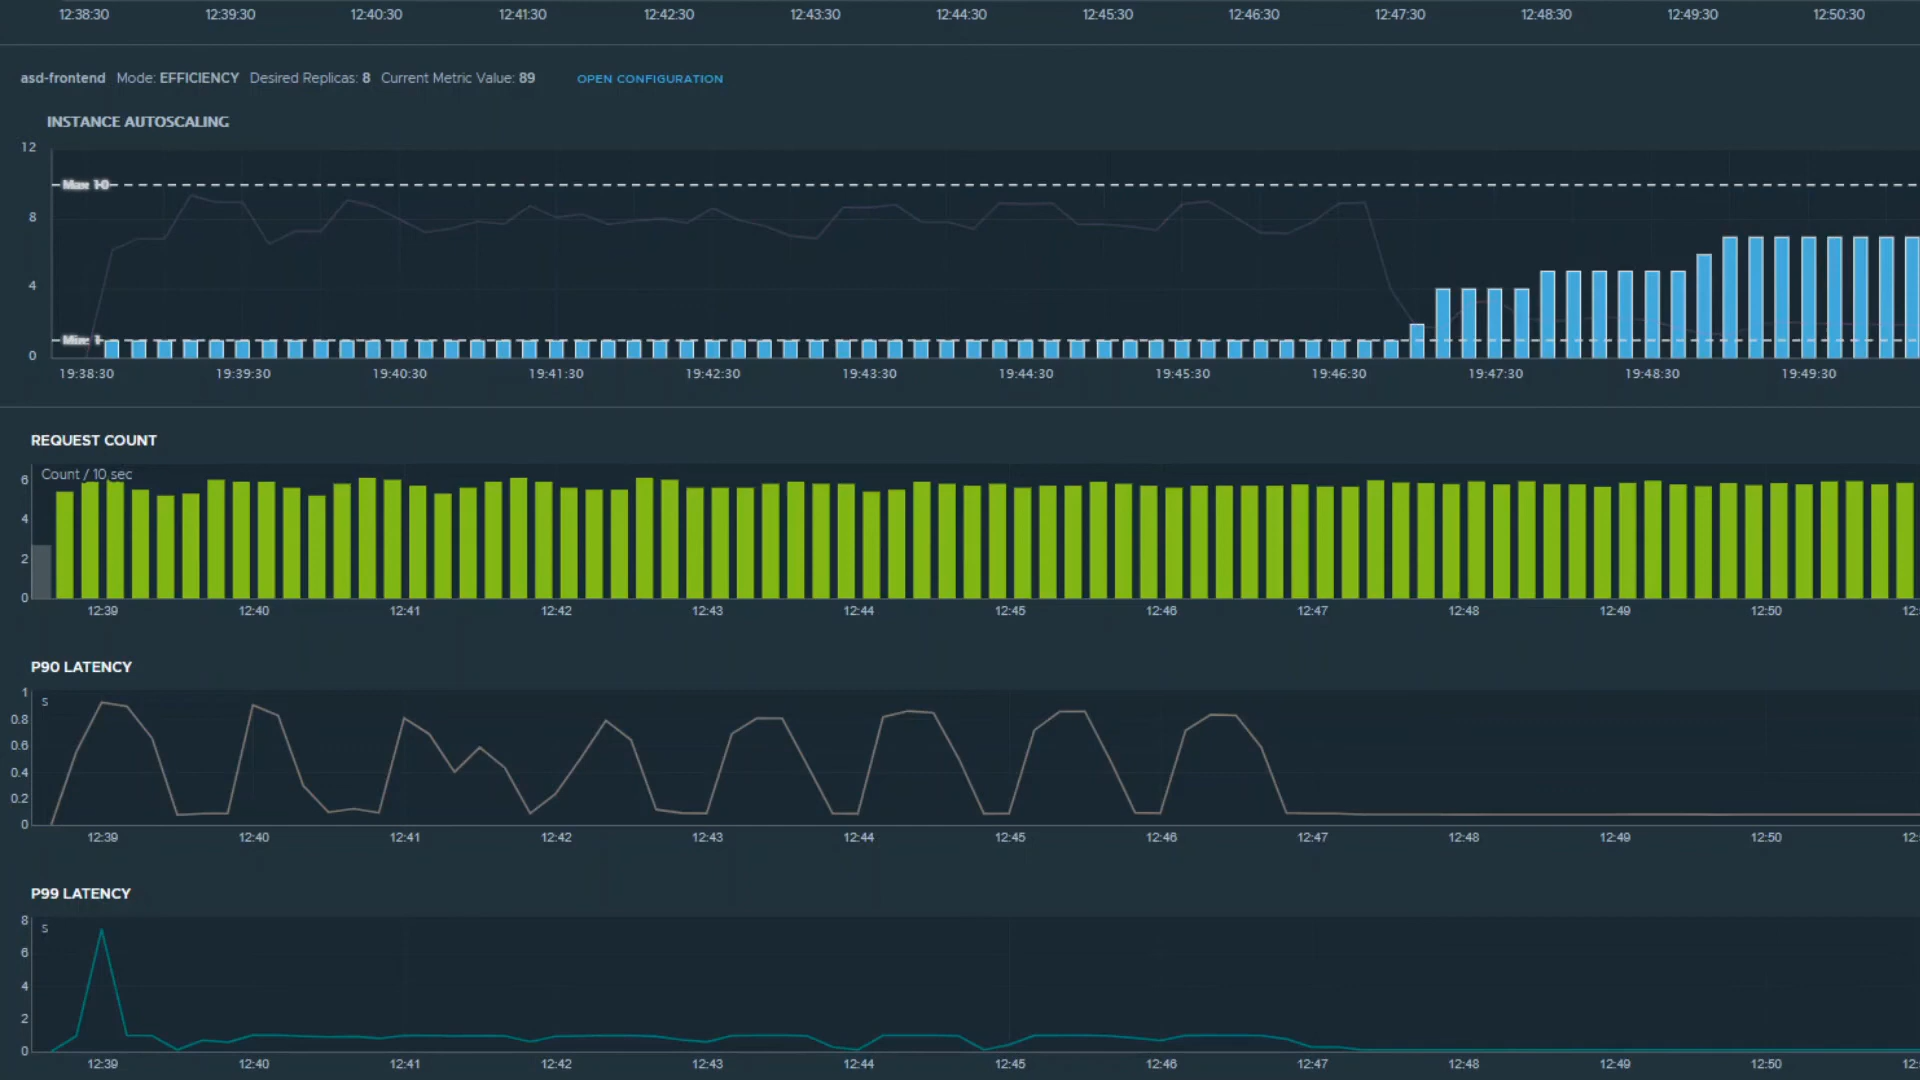 12:38:30 12:39:30 12:40:30 12:41:30 12:42:30 12:43:30 12:44:30 12:45:30 12:46:30 12:47:30 12:48:30 12:49:30 12:50:30
asd-frontend Mode: EFFICIENCY Desired Replicas: 8 Current Metric Value: 89 OPEN CONFIGURATION
INSTANCE AUTOSCALING
12
Max: 10
8
4
Min: 1
0
19:38:30 19:39:30 19:40:30 19:41:30 19:42:30 19:43:30 19:44:30 19:45:30 19:46:30 19:47:30 19:48:30 19:49:30
REQUEST COUNT
Count / 10 sec
6
4
2
0
12:39 12:40 12:41 12:42 12:43 12:44 12:45 12:46 12:47 12:48 12:49 12:50 12:
P90 LATENCY
1
s
0.8
0.6
0.4
0.2
0
12:39 12:40 12:41 12:42 12:43 12:44 12:45 12:46 12:47 12:48 12:49 12:50 12:
P99 LATENCY
8
s
6
4
2
0
12:39 12:40 12:41 12:42 12:43 12:44 12:45 12:46 12:47 12:48 12:49 12:50 12: